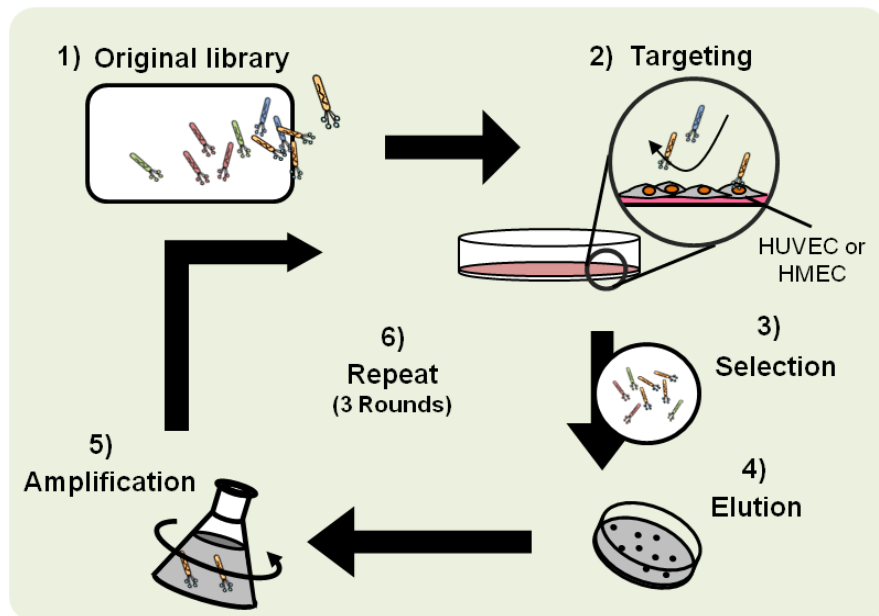 1) Original library
2) Targeting
HUVEC or
HMEC
3)
Selection
4)
Elution
5)
Amplification
6)
Repeat
(3 Rounds)